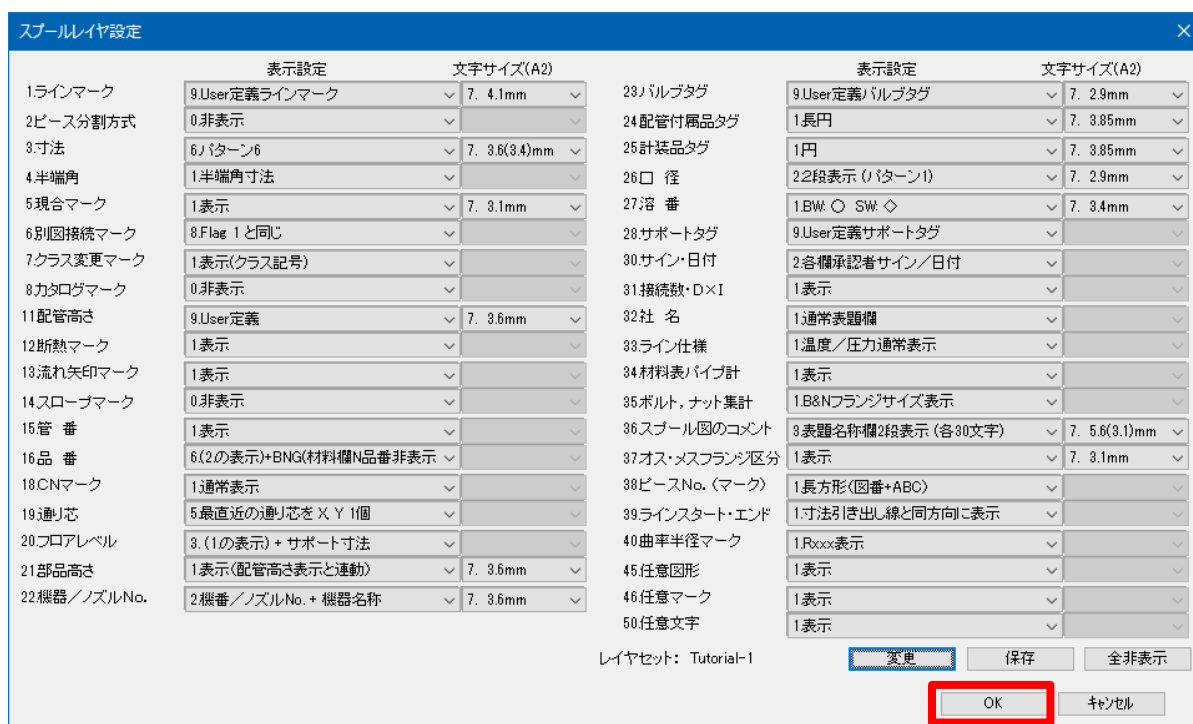 スプールレイヤ設定
表示設定 文字サイズ(A2)
1.ラインマーク 9.User定義ラインマーク 7. 4.1mm
2.ピース分割方式 0.非表示
3.寸法 6.パターン6 7. 3.6(3.4)mm
4.半端角 1.半端角寸法
5.現合マーク 1.表示 7. 3.1mm
6.別図接続マーク 8.Flag 1 と同じ
7.クラス変更マーク 1.表示(クラス記号)
8.カタログマーク 0.非表示
11.配管高さ 9.User定義 7. 3.6mm
12.断熱マーク 1.表示
13.流れ矢印マーク 1.表示
14.スロープマーク 0.非表示
15.管 番 1.表示
16.品 番 6.(2の表示)+BNG(材料欄N品番非表示
18.CNマーク 1.通常表示
19.通り芯 5.最直近の通り芯を X, Y 1個
20.フロアレベル 3. (1.の表示) + サポート寸法
21.部品高さ 1.表示(配管高さ表示と連動) 7. 3.6mm
22.機器/ノズルNo. 2.機番/ノズルNo. + 機器名称 7. 3.6mm
表示設定 文字サイズ(A2)
23.バルブタグ 9.User定義バルブタグ 7. 2.9mm
24.配管付属品タグ 1.長円 7. 3.85mm
25.計装品タグ 1.円 7. 3.85mm
26.口 径 2.2段表示 (パターン1) 7. 2.9mm
27.溶 番 1.BW: ○ SW: ◇ 7. 3.4mm
28.サポートタグ 9.User定義サポートタグ
30.サイン・日付 2.各欄承認者サイン/日付
31.接続数・D×I 1.表示
32.社 名 1.通常表題欄
33.ライン仕様 1.温度/圧力通常表示
34.材料表パイプ計 1.表示
35.ボルト, ナット集計 1.B&Nフランジサイズ表示
36.スプール図のコメント 3.表題名称欄2段表示 (各30文字) 7. 5.6(3.1)mm
37.オス・メスフランジ区分 1.表示 7. 3.1mm
38.ピースNo. (マーク) 1.長方形(図番+ABC)
39.ラインスタート・エンド 1.寸法引き出し線と同方向に表示
40.曲率半径マーク 1.Rxxx表示
45.任意図形 1.表示
46.任意マーク 1.表示
50.任意文字 1.表示
レイヤセット: Tutorial-1 変更 保存 全非表示
OK キャンセル